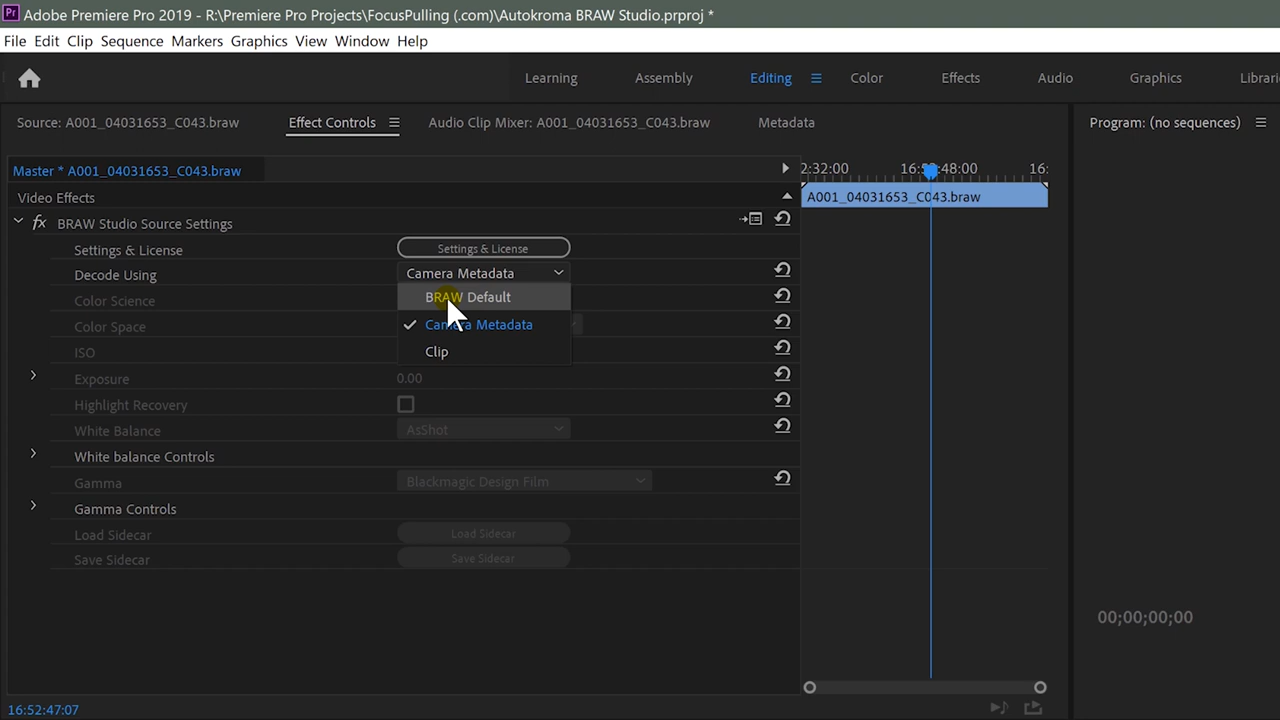 Pr Adobe Premiere Pro 2019 - R:\Premiere Pro Projects\FocusPulling (.com)\Autokroma BRAW Studio.prproj *
File Edit Clip Sequence Markers Graphics View Window Help
Learning Assembly Editing Color Effects Audio Graphics Librari
Source: A001_04031653_C043.braw Effect Controls Audio Clip Mixer: A001_04031653_C043.braw Metadata Program: (no sequences)
Master * A001_04031653_C043.braw 2:32:00 16:52:48:00 16:
Video Effects A001_04031653_C043.braw
fx BRAW Studio Source Settings
Settings & License Settings & License
Decode Using Camera Metadata
Color Science BRAW Default
Color Space Camera Metadata
ISO Clip
Exposure 0.00
Highlight Recovery
White Balance AsShot
White balance Controls
Gamma Blackmagic Design Film
Gamma Controls
Load Sidecar Load Sidecar
Save Sidecar Save Sidecar
00;00;00;00
16:52:47:07